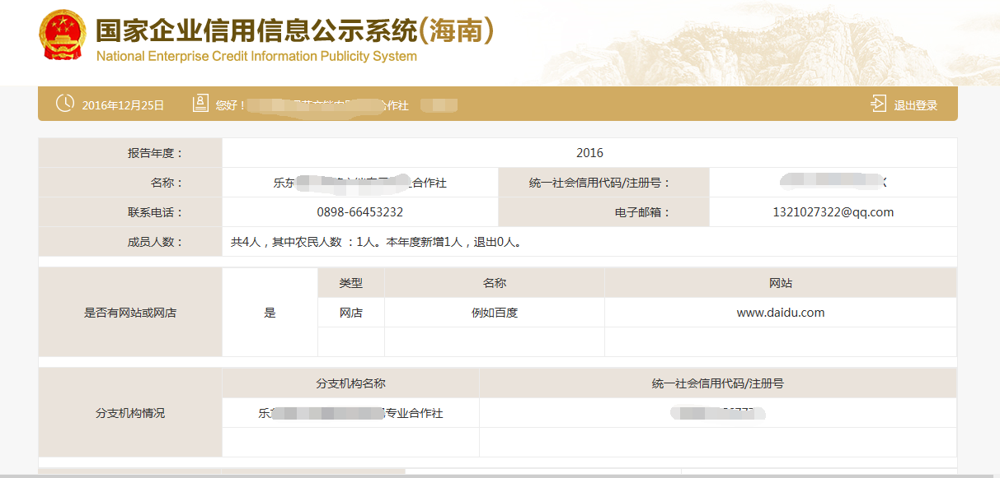 国家企业信用信息公示系统(海南)
National Enterprise Credit Information Publicity System
2016年12月25日 您好！ 合作社 退出登录
报告年度： 2016
名称： 乐东 合作社 统一社会信用代码/注册号：
联系电话： 0898-66453232 电子邮箱： 1321027322@qq.com
成员人数： 共4人，其中农民人数 ：1人。本年度新增1人，退出0人。
类型 名称 网站
是否有网站或网店 是 网店 例如百度 www.daidu.com
分支机构名称 统一社会信用代码/注册号
分支机构情况 乐 专业合作社